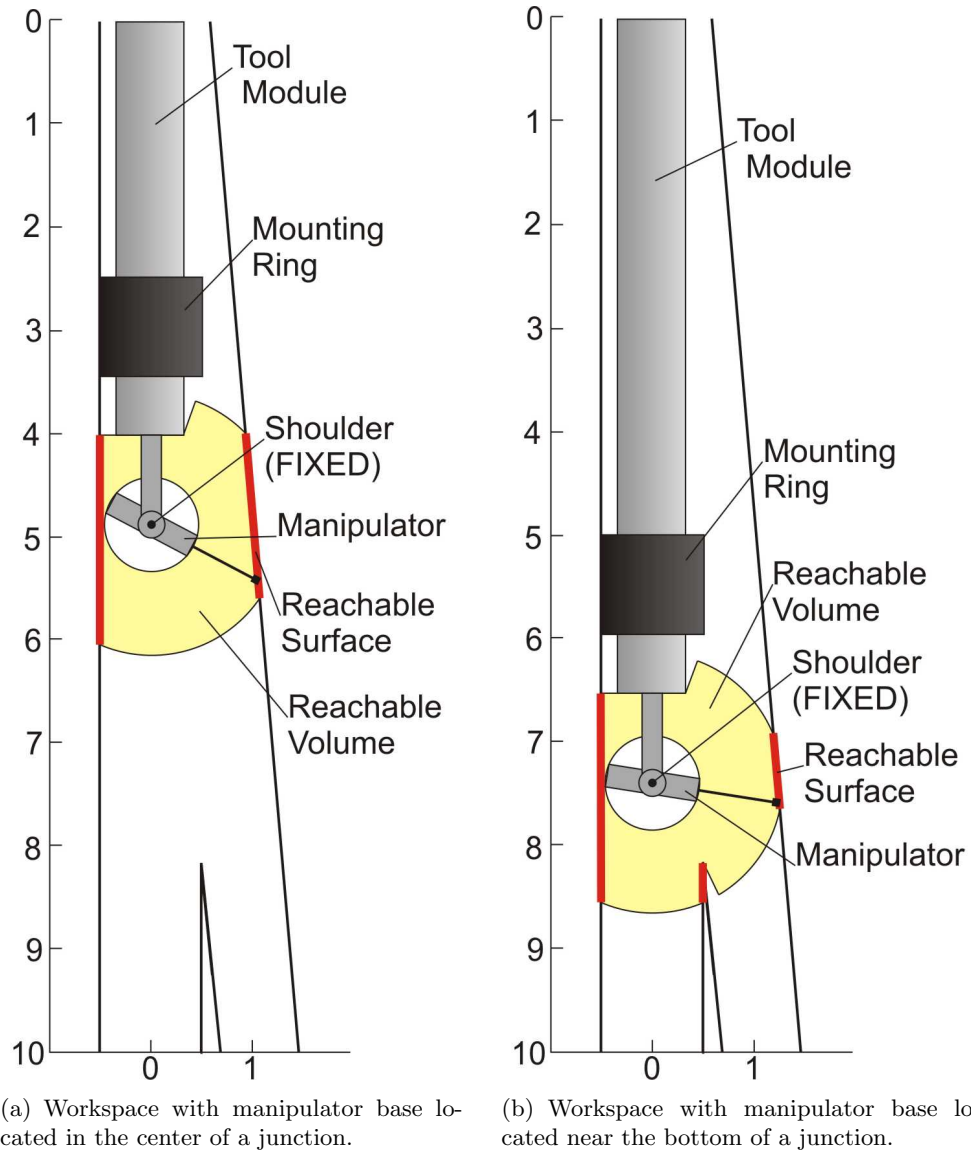 0
1
2
3
4
5
6
7
8
9
10
0
1
Tool
Module
Mounting
Ring
Shoulder
(FIXED)
Manipulator
Reachable
Surface
Reachable
Volume
(a) Workspace with manipulator base lo-
cated in the center of a junction.
0
1
2
3
4
5
6
7
8
9
10
0
1
Tool
Module
Mounting
Ring
Reachable
Volume
Shoulder
(FIXED)
Reachable
Surface
Manipulator
(b) Workspace with manipulator base lo
cated near the bottom of a junction.